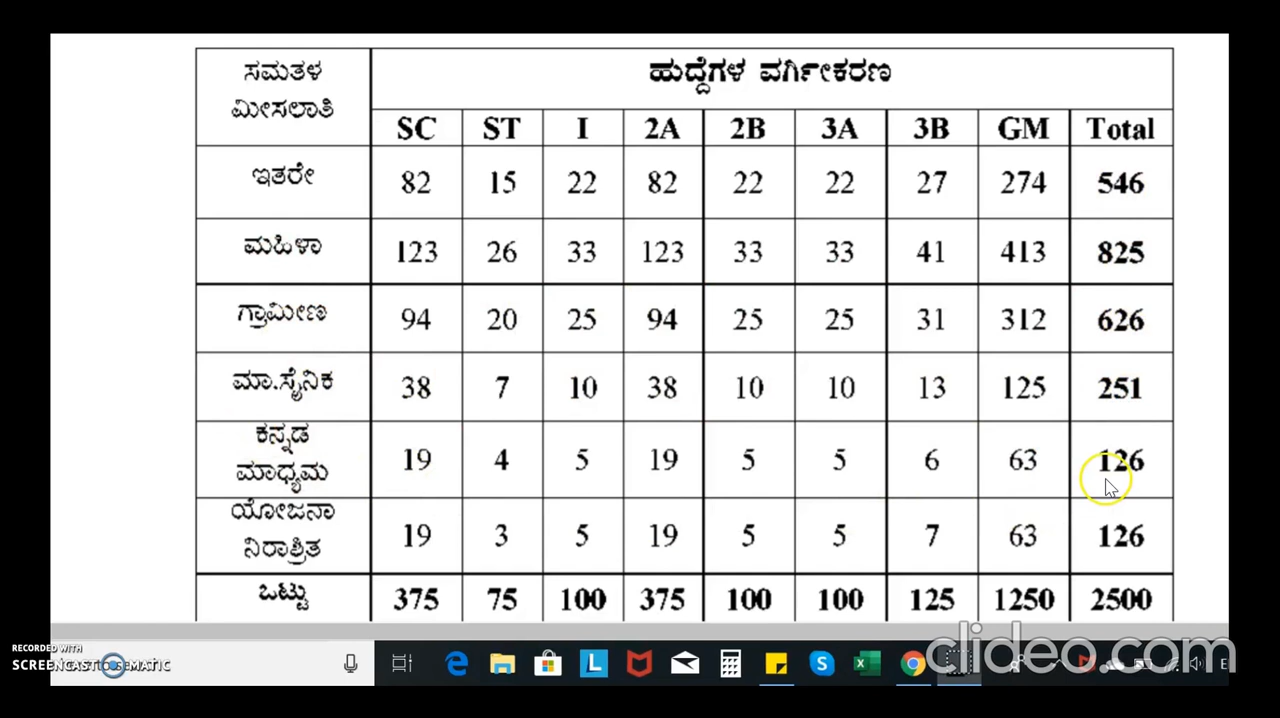 ಸಮತಳ ಹುದ್ದೆಗಳ ವರ್ಗೀಕರಣ
ಮೀಸಲಾತಿ
SC ST I 2A 2B 3A 3B GM Total
ಇತರೇ 82 15 22 82 22 22 27 274 546
ಮಹಿಳಾ 123 26 33 123 33 33 41 413 825
ಗ್ರಾಮೀಣ 94 20 25 94 25 25 31 312 626
ಮಾ.ಸೈನಿಕ 38 7 10 38 10 10 13 125 251
ಕನ್ನಡ
ಮಾಧ್ಯಮ 19 4 5 19 5 5 6 63 126
ಯೋಜನಾ
ನಿರಾಶ್ರಿತ 19 3 5 19 5 5 7 63 126
ಒಟ್ಟು 375 75 100 375 100 100 125 1250 2500
RECORDED WITH
SCREENCAST-O-MATIC
clideo.com